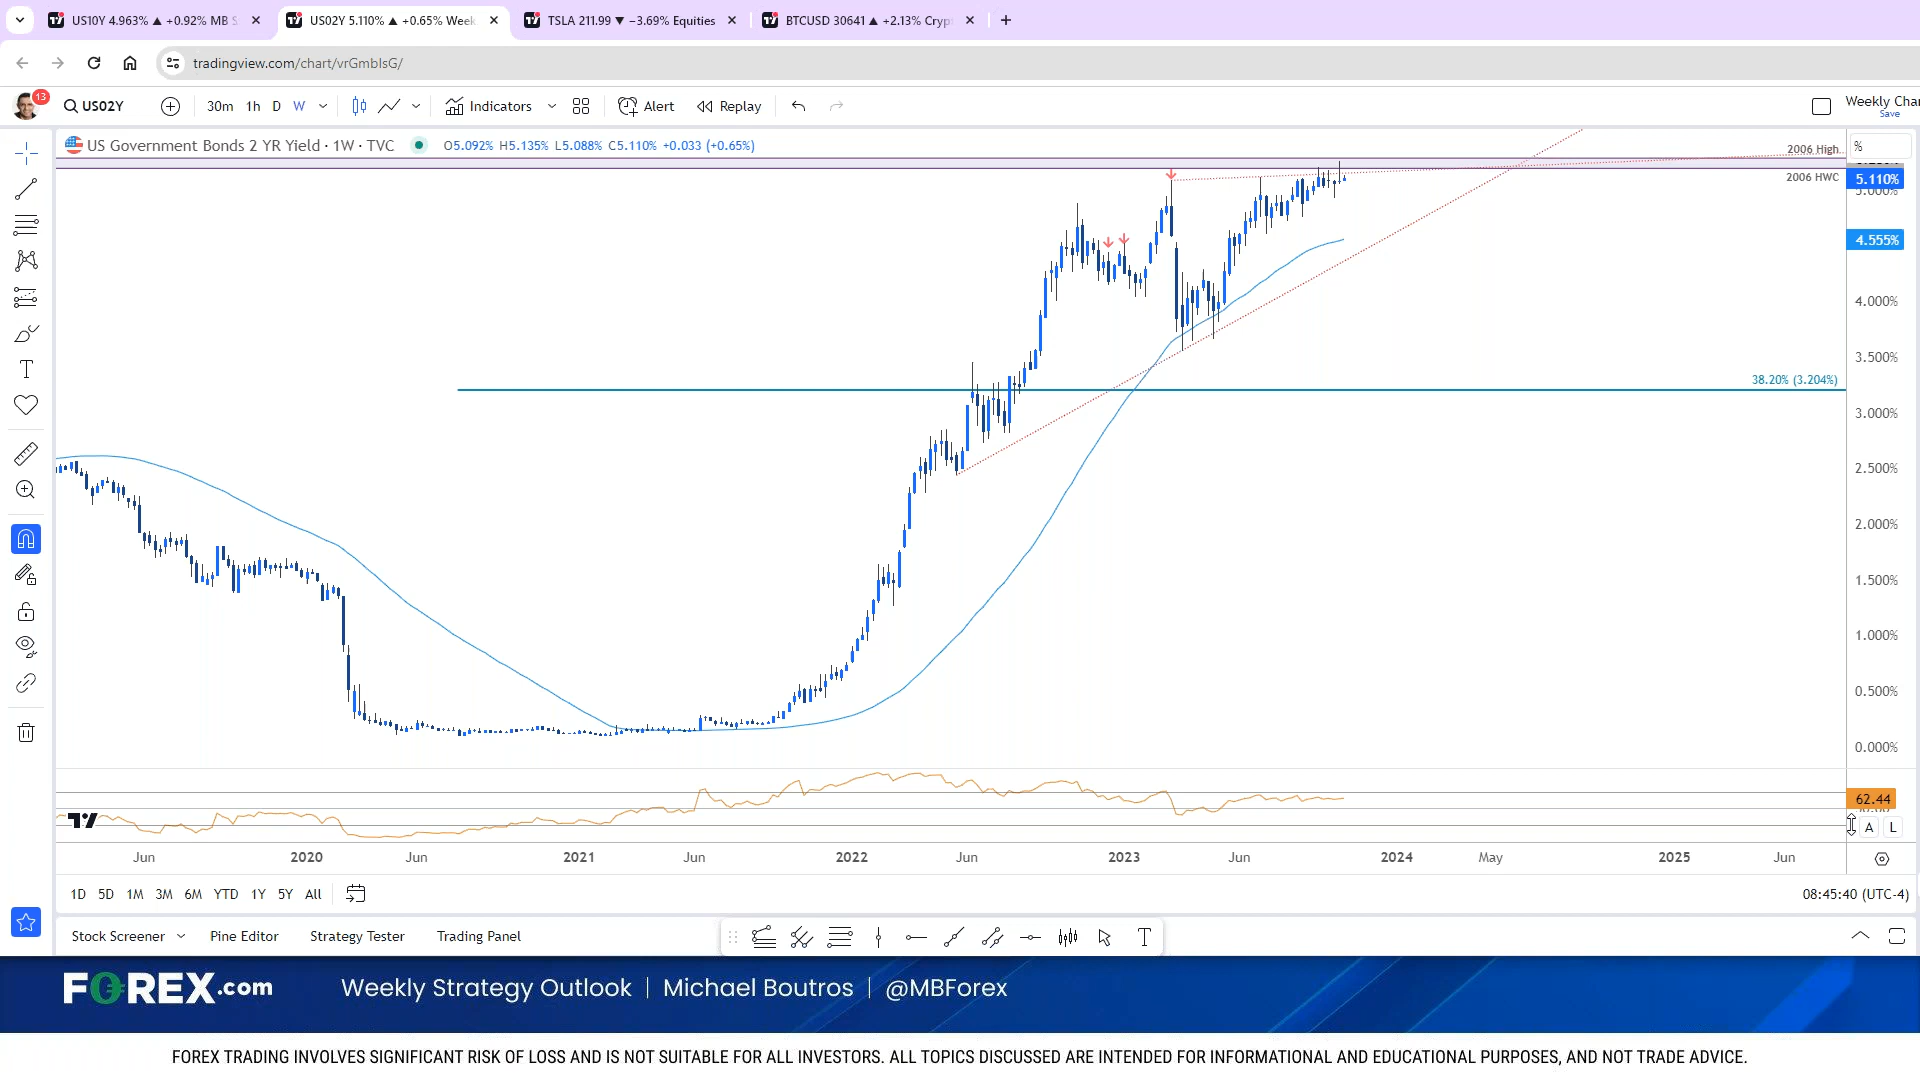 US10Y 4.963% ▲ +0.92% MB S
US02Y 5.110% ▲ +0.65% Week
TSLA 211.99 ▼ −3.69% Equities
BTCUSD 30641 ▲ +2.13% Cryp
tradingview.com/chart/vrGmbIsG/
13
US02Y
30m 1h D W
Indicators
Alert
Replay
Weekly Char
Save
US Government Bonds 2 YR Yield · 1W · TVC
O5.092% H5.135% L5.088% C5.110% +0.033 (+0.65%)
%
2006 High
2006 HWC
5.110%
5.000%
4.555%
4.000%
3.500%
38.20% (3.204%)
3.000%
2.500%
2.000%
1.500%
1.000%
0.500%
0.000%
62.44
A L
Jun 2020 Jun 2021 Jun 2022 Jun 2023 Jun 2024 May 2025 Jun
1D 5D 1M 3M 6M YTD 1Y 5Y All
08:45:40 (UTC-4)
Stock Screener Pine Editor Strategy Tester Trading Panel
FOREX.com
Weekly Strategy Outlook | Michael Boutros | @MBForex
FOREX TRADING INVOLVES SIGNIFICANT RISK OF LOSS AND IS NOT SUITABLE FOR ALL INVESTORS. ALL TOPICS DISCUSSED ARE INTENDED FOR INFORMATIONAL AND EDUCATIONAL PURPOSES, AND NOT TRADE ADVICE.